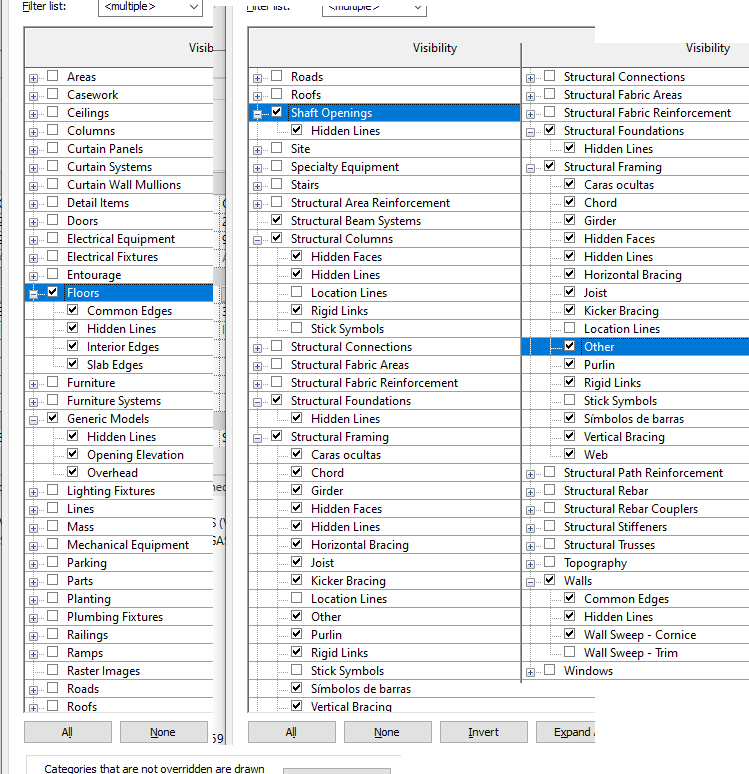 Filter list:
<multiple>
Visib
Areas
Casework
Ceilings
Columns
Curtain Panels
Curtain Systems
Curtain Wall Mullions
Detail Items
Doors
Electrical Equipment
Electrical Fixtures
Entourage
Floors
Common Edges
Hidden Lines
Interior Edges
Slab Edges
Furniture
Furniture Systems
Generic Models
Hidden Lines
Opening Elevation
Overhead
Lighting Fixtures
Lines
Mass
Mechanical Equipment
Parking
Parts
Planting
Plumbing Fixtures
Railings
Ramps
Raster Images
Roads
Roofs
All
None
Categories that are not overridden are drawn
<multiple>
Visibility
Roads
Roofs
Shaft Openings
Hidden Lines
Site
Specialty Equipment
Stairs
Structural Area Reinforcement
Structural Beam Systems
Structural Columns
Hidden Faces
Hidden Lines
Location Lines
Rigid Links
Stick Symbols
Structural Connections
Structural Fabric Areas
Structural Fabric Reinforcement
Structural Foundations
Hidden Lines
Structural Framing
Caras ocultas
Chord
Girder
Hidden Faces
Hidden Lines
Horizontal Bracing
Joist
Kicker Bracing
Location Lines
Other
Purlin
Rigid Links
Stick Symbols
Símbolos de barras
Vertical Bracing
All
None
Invert
Expand
Visibility
Structural Connections
Structural Fabric Areas
Structural Fabric Reinforcement
Structural Foundations
Hidden Lines
Structural Framing
Caras ocultas
Chord
Girder
Hidden Faces
Hidden Lines
Horizontal Bracing
Joist
Kicker Bracing
Location Lines
Other
Purlin
Rigid Links
Stick Symbols
Símbolos de barras
Vertical Bracing
Web
Structural Path Reinforcement
Structural Rebar
Structural Rebar Couplers
Structural Stiffeners
Structural Trusses
Topography
Walls
Common Edges
Hidden Lines
Wall Sweep - Cornice
Wall Sweep - Trim
Windows